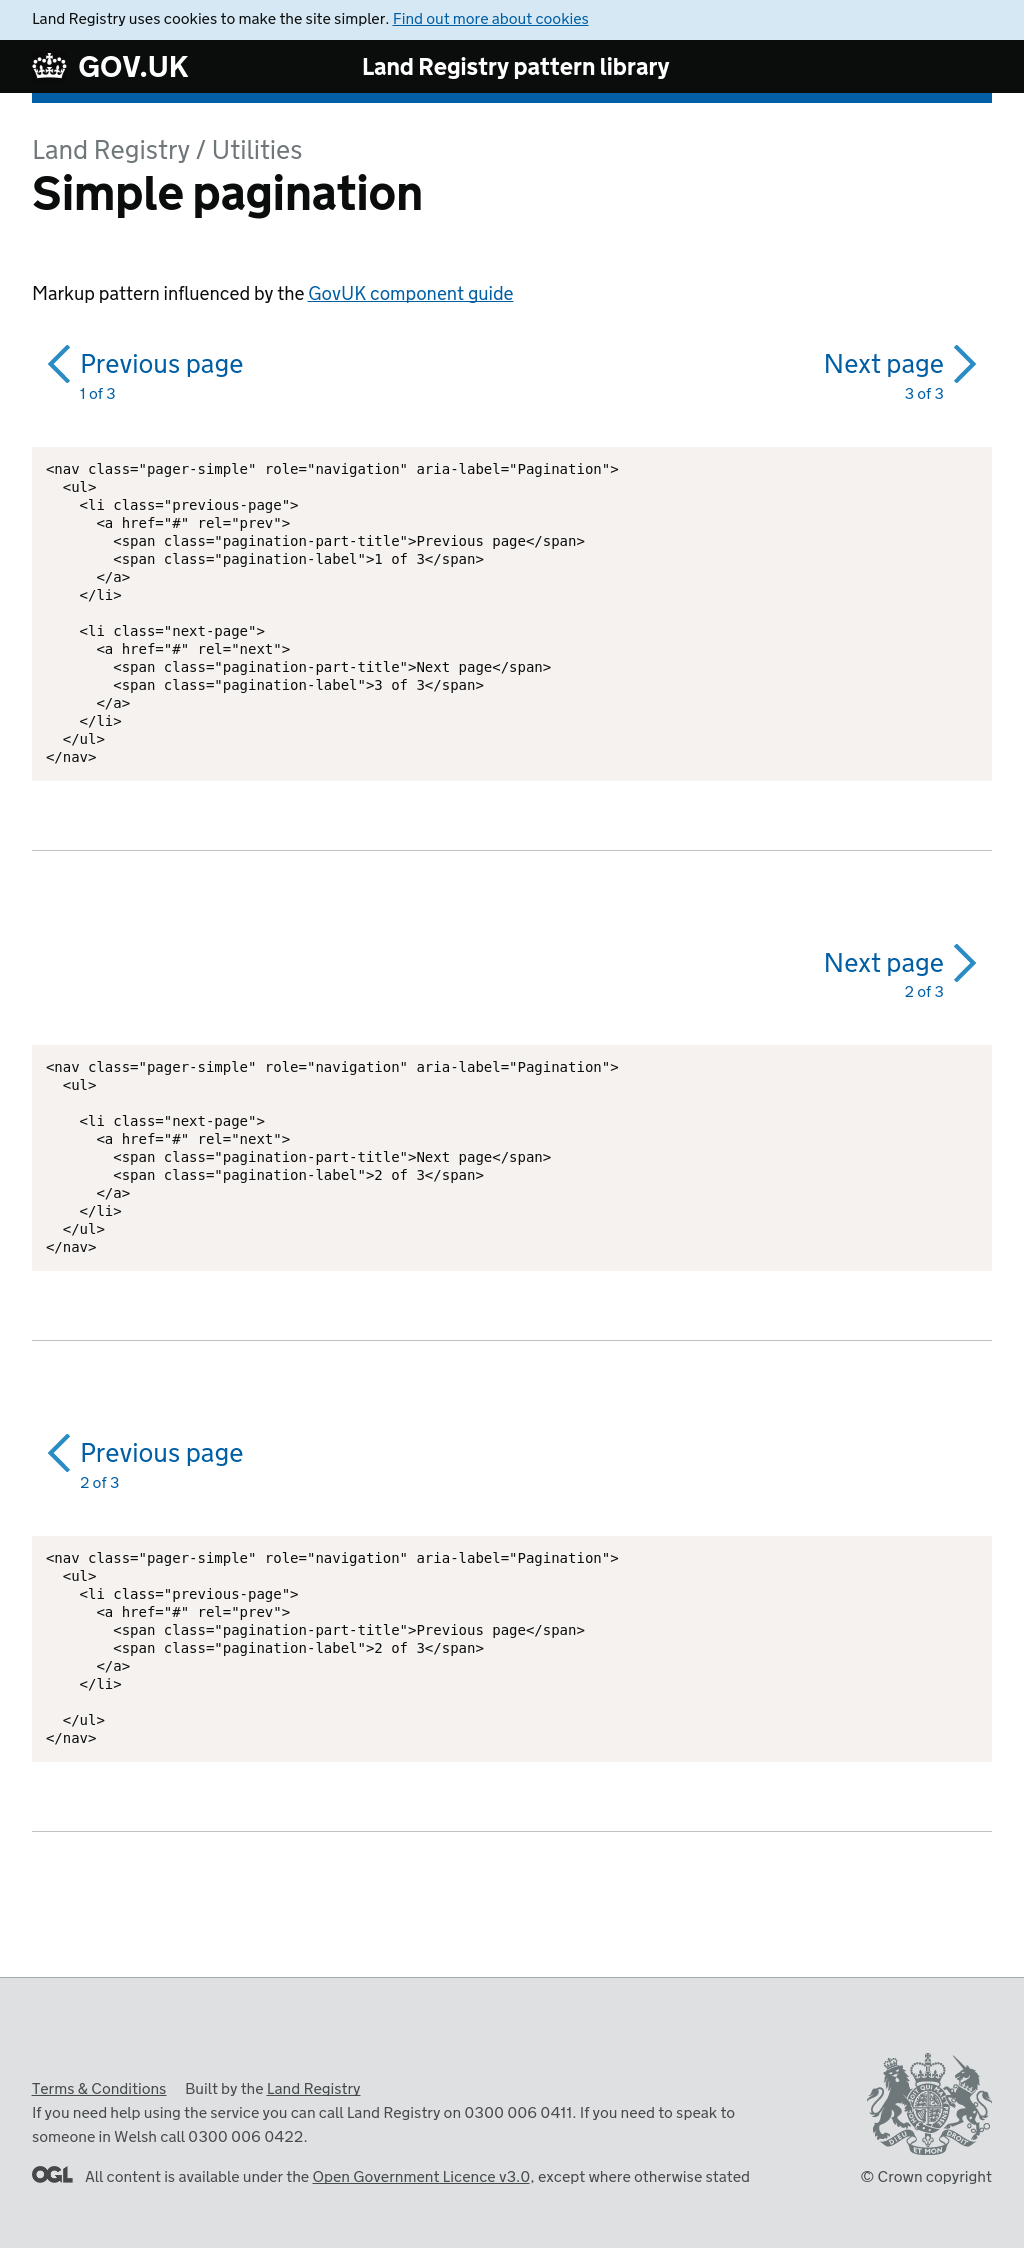 Land Registry uses cookies to make the site simpler. Find out more about cookies
GOV.UK
Land Registry pattern library
Land Registry / Utilities
Simple pagination
Markup pattern influenced by the GovUK component guide
Previous page
1 of 3
Next page
3 of 3
<nav class="pager-simple" role="navigation" aria-label="Pagination">
  <ul>
    <li class="previous-page">
      <a href="#" rel="prev">
        <span class="pagination-part-title">Previous page</span>
        <span class="pagination-label">1 of 3</span>
      </a>
    </li>

    <li class="next-page">
      <a href="#" rel="next">
        <span class="pagination-part-title">Next page</span>
        <span class="pagination-label">3 of 3</span>
      </a>
    </li>
  </ul>
</nav>
Next page
2 of 3
<nav class="pager-simple" role="navigation" aria-label="Pagination">
  <ul>

    <li class="next-page">
      <a href="#" rel="next">
        <span class="pagination-part-title">Next page</span>
        <span class="pagination-label">2 of 3</span>
      </a>
    </li>
  </ul>
</nav>
Previous page
2 of 3
<nav class="pager-simple" role="navigation" aria-label="Pagination">
  <ul>
    <li class="previous-page">
      <a href="#" rel="prev">
        <span class="pagination-part-title">Previous page</span>
        <span class="pagination-label">2 of 3</span>
      </a>
    </li>

  </ul>
</nav>
Terms & Conditions Built by the Land Registry
If you need help using the service you can call Land Registry on 0300 006 0411. If you need to speak to
someone in Welsh call 0300 006 0422.
OGL All content is available under the Open Government Licence v3.0, except where otherwise stated
DIEU ET MON DROIT
© Crown copyright